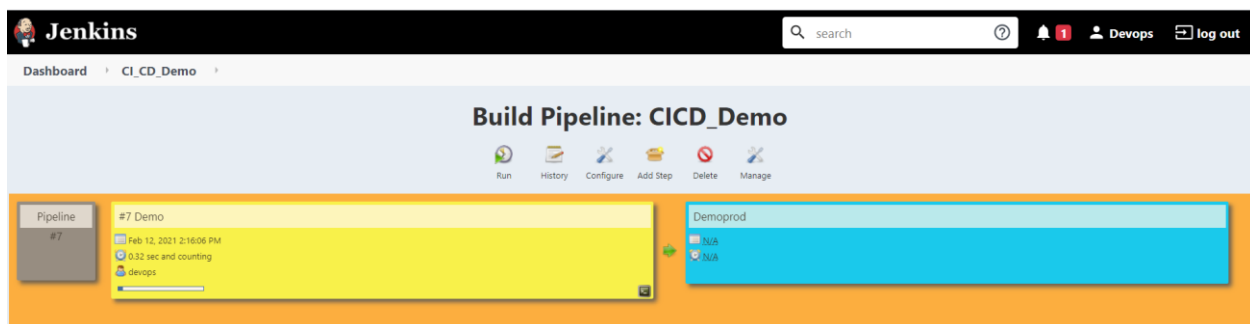 Jenkins
search
1
Devops
log out
Dashboard
CI_CD_Demo
Build Pipeline: CICD_Demo
Run
History
Configure
Add Step
Delete
Manage
Pipeline
#7
#7 Demo
Feb 12, 2021 2:16:06 PM
0.32 sec and counting
devops
Demoprod
N/A
N/A